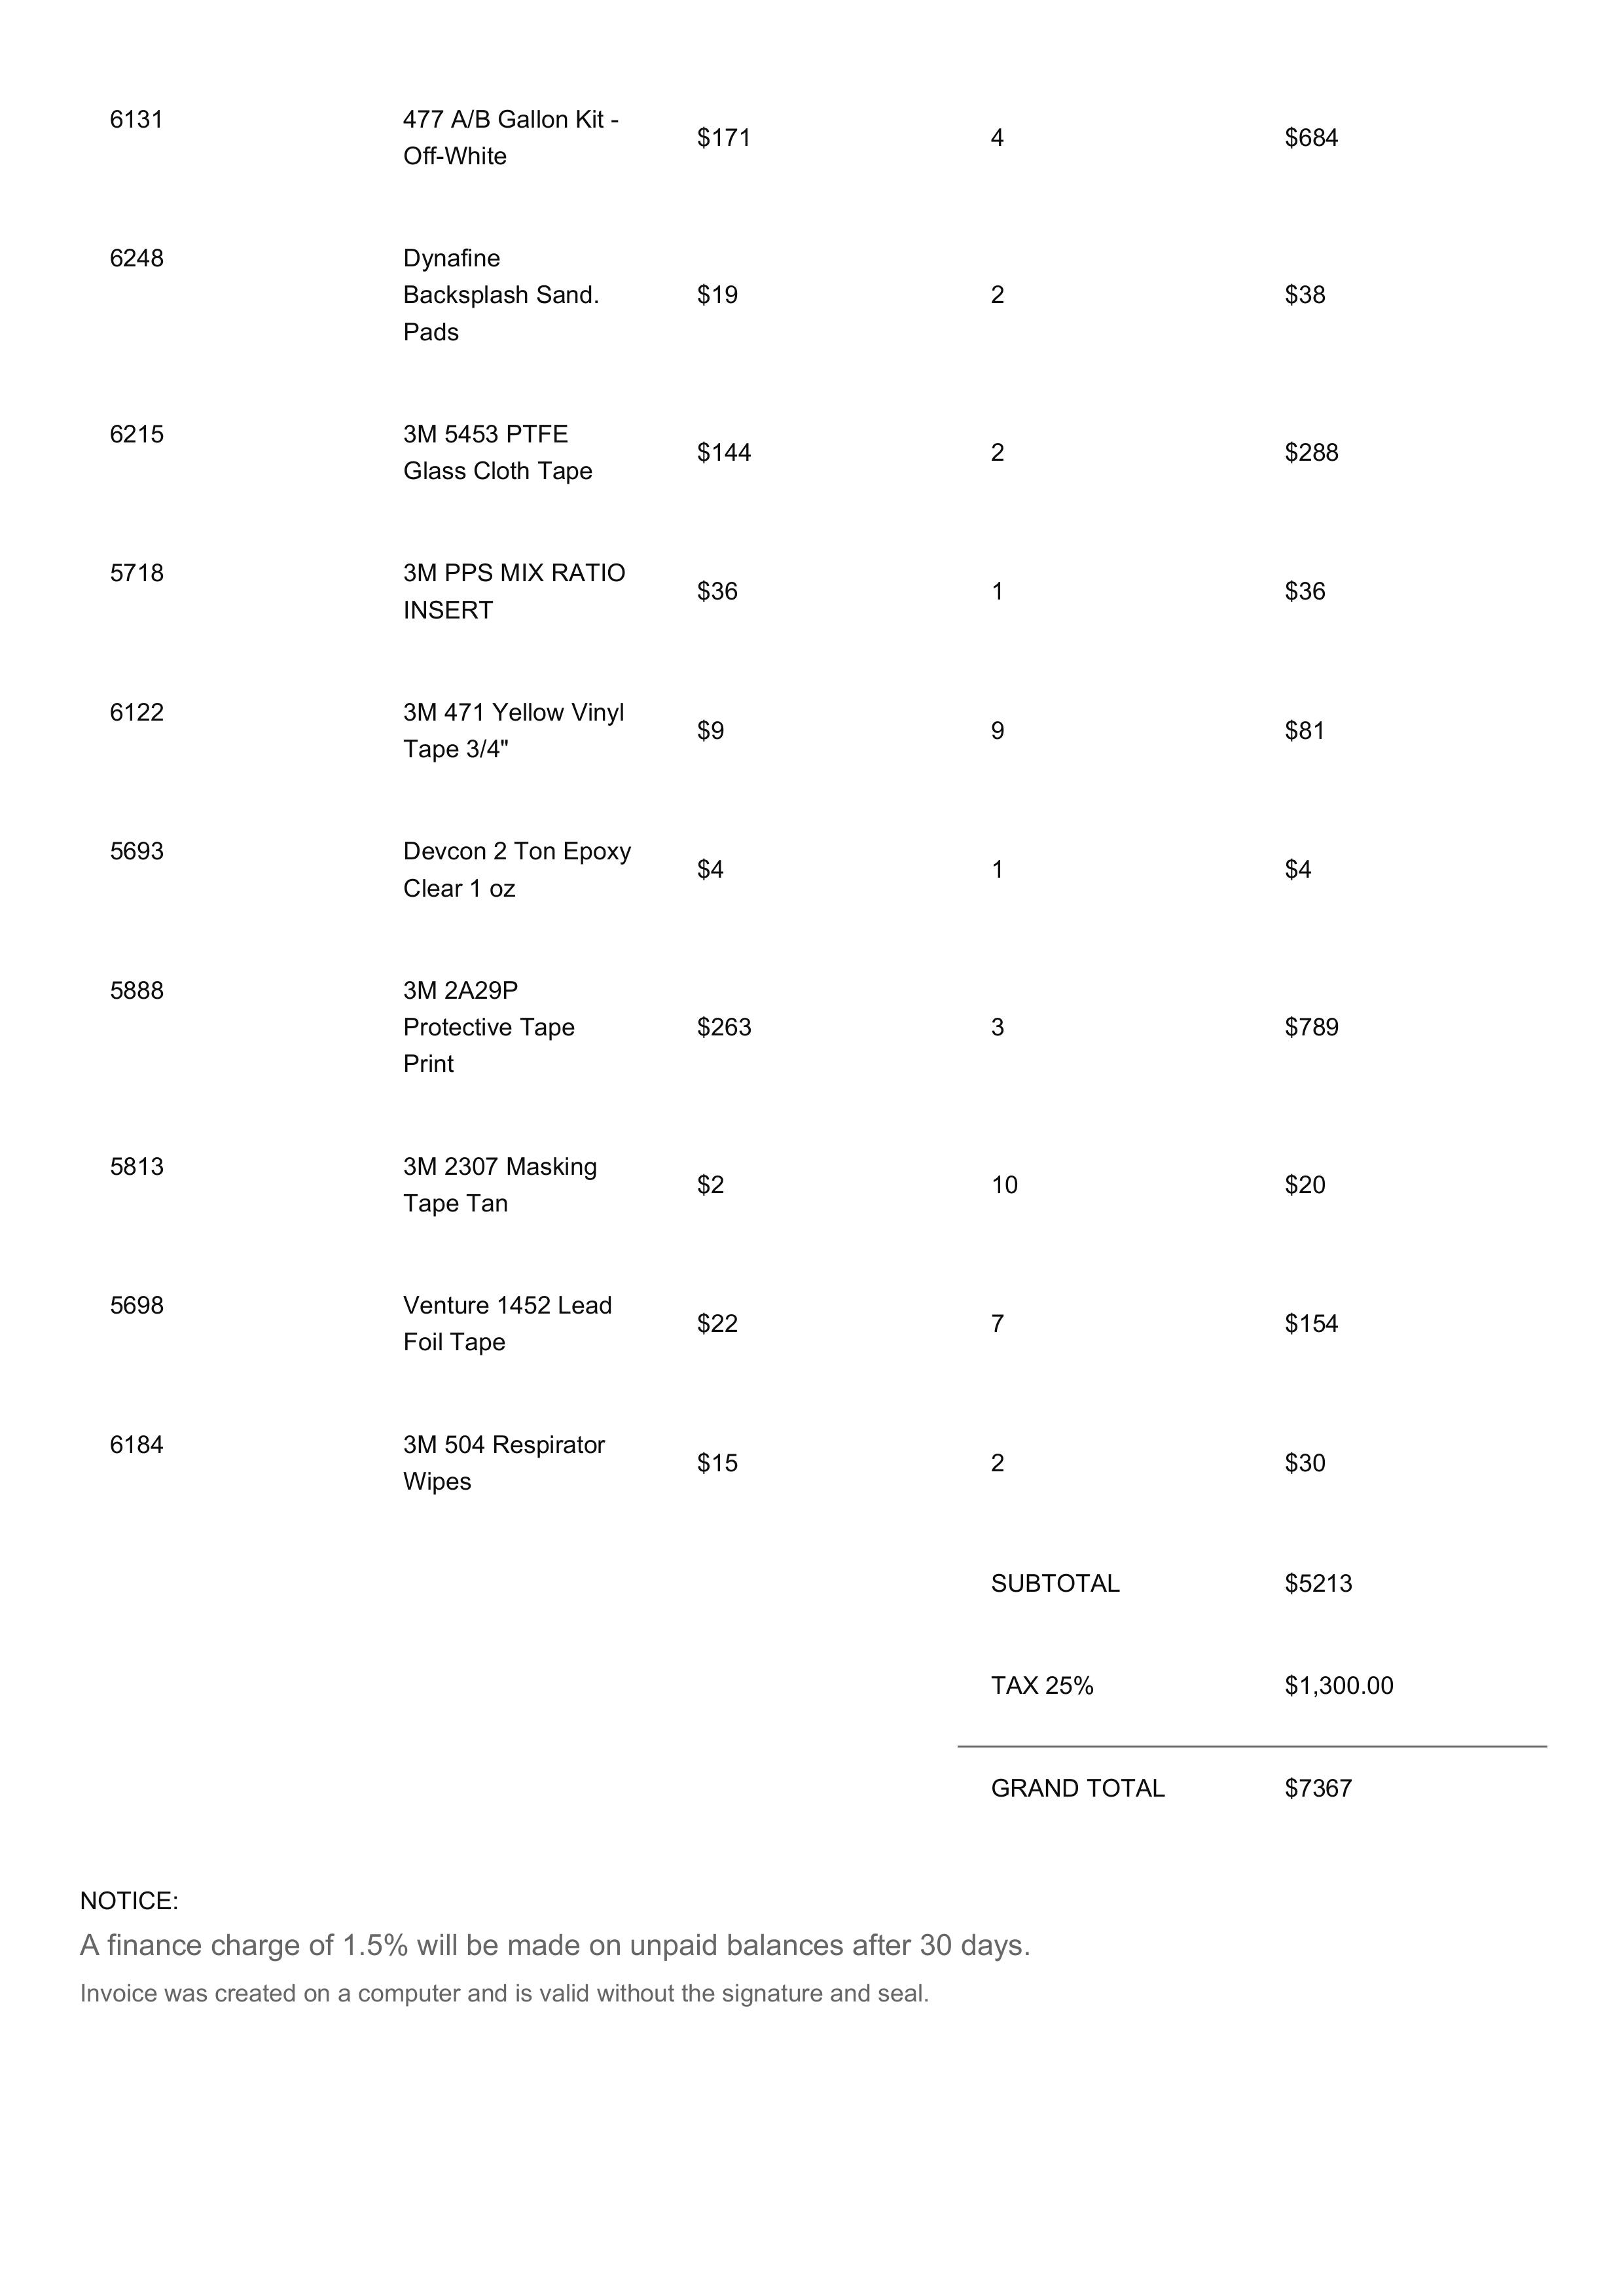 6131 477 A/B Gallon Kit - Off-White $171 4 $684
6248 Dynafine Backsplash Sand. Pads $19 2 $38
6215 3M 5453 PTFE Glass Cloth Tape $144 2 $288
5718 3M PPS MIX RATIO INSERT $36 1 $36
6122 3M 471 Yellow Vinyl Tape 3/4" $9 9 $81
5693 Devcon 2 Ton Epoxy Clear 1 oz $4 1 $4
5888 3M 2A29P Protective Tape Print $263 3 $789
5813 3M 2307 Masking Tape Tan $2 10 $20
5698 Venture 1452 Lead Foil Tape $22 7 $154
6184 3M 504 Respirator Wipes $15 2 $30
SUBTOTAL $5213
TAX 25% $1,300.00
GRAND TOTAL $7367
NOTICE:
A finance charge of 1.5% will be made on unpaid balances after 30 days.
Invoice was created on a computer and is valid without the signature and seal.